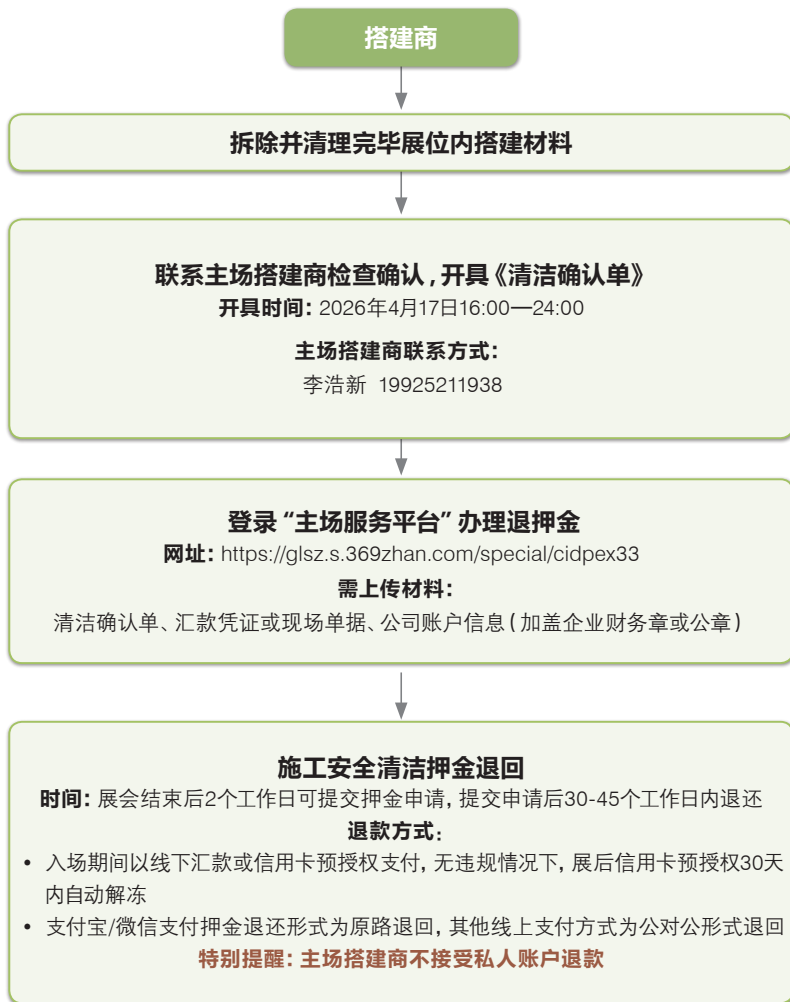 搭建商
拆除并清理完毕展位内搭建材料
联系主场搭建商检查确认，开具《清洁确认单》
开具时间：2026年4月17日16:00—24:00
主场搭建商联系方式：
李浩新 19925211938
登录“主场服务平台”办理退押金
网址：https://glsz.s.369zhan.com/special/cidpex33
需上传材料：
清洁确认单、汇款凭证或现场单据、公司账户信息（加盖企业财务章或公章）
施工安全清洁押金退回
时间：展会结束后2个工作日可提交押金申请，提交申请后30-45个工作日内退还
退款方式：
• 入场期间以线下汇款或信用卡预授权支付，无违规情况下，展后信用卡预授权30天
内自动解冻
• 支付宝/微信支付押金退还形式为原路退回，其他线上支付方式为公对公形式退回
特别提醒：主场搭建商不接受私人账户退款